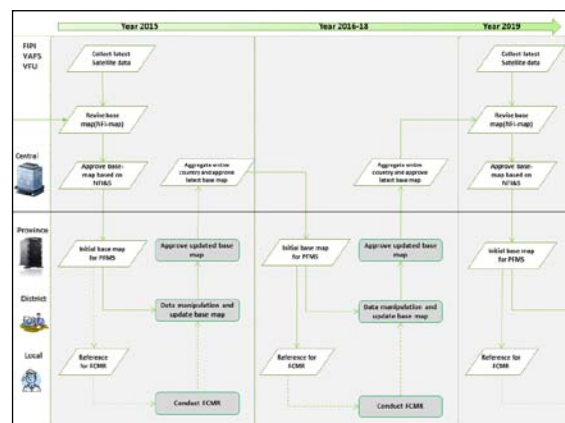 Year 2015
Year 2016-18
Year 2019
FIPI
VAFS
VFU
Collect latest
Satellite data
Collect latest
Satellite data
Revise base
map(NFI-map)
Revise base
map(NFI-map)
Central
Approve base-
map based on
NFI&S
Aggregate entire
country and approve
latest base map
Aggregate entire
country and approve
latest base map
Approve base-
map based on
NFI&S
Province
Initial base map
for PFMS
Approve updated base
map
Initial base map
for PFMS
Approve updated base
map
Initial base map
for PFMS
District
Data manipulation and
update base map
Data manipulation and
update base map
Local
Reference
for FCMR
Reference for
FCMR
Reference for
FCMR
Conduct FCMR
Conduct FCMR